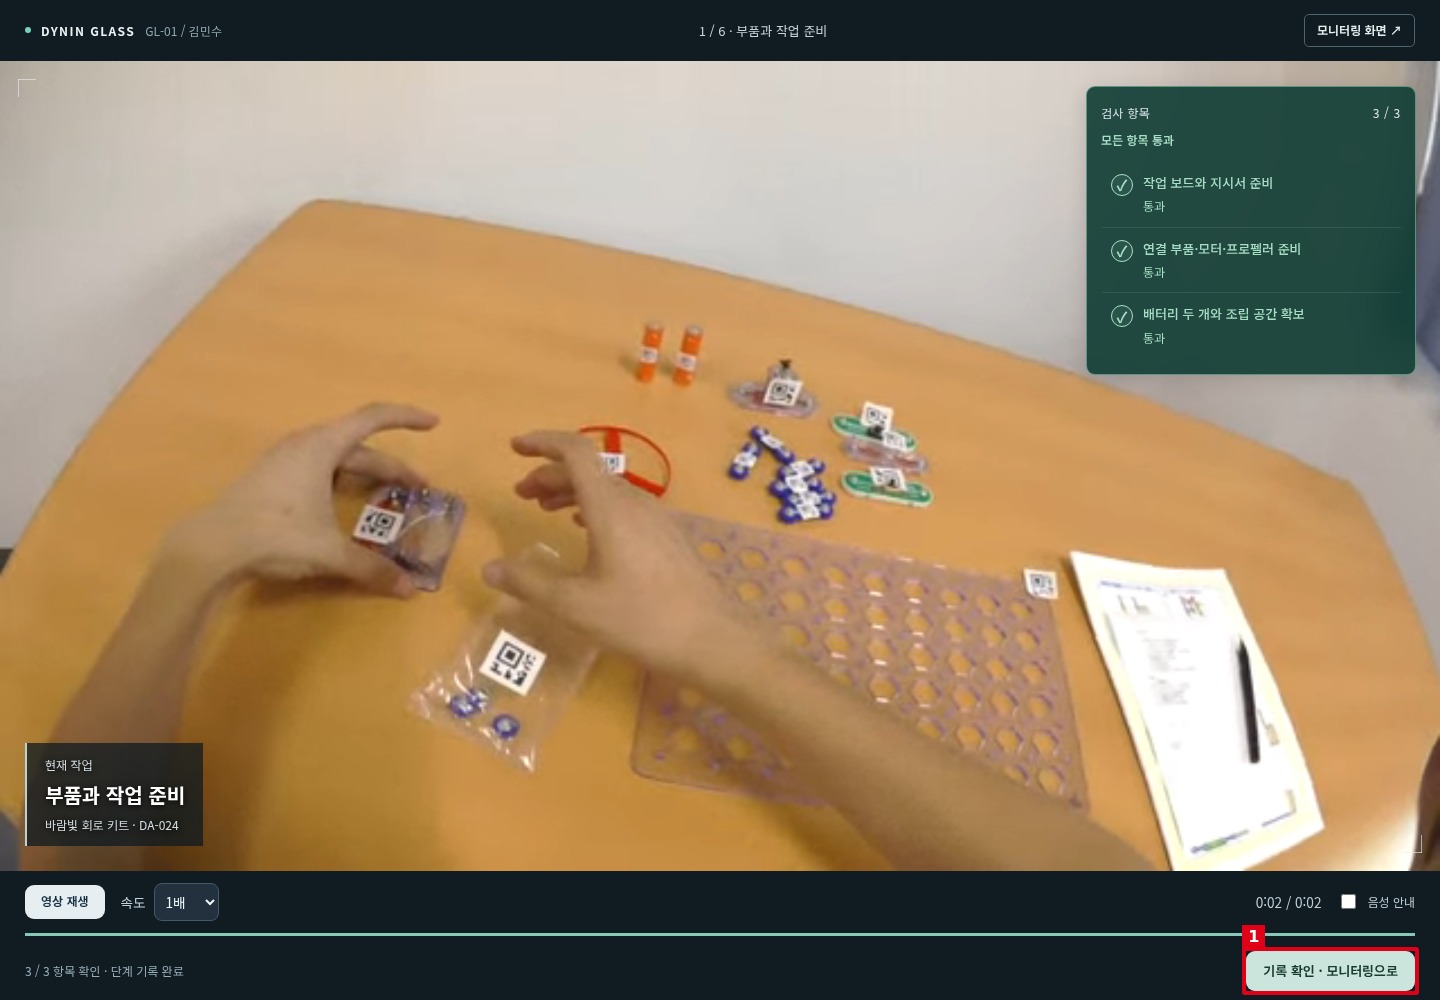 DYNIN GLASS GL-01 / 김민수
1 / 6 · 부품과 작업 준비
모니터링 화면 ↗
검사 항목 3 / 3
모든 항목 통과
작업 보드와 지시서 준비
통과
연결 부품·모터·프로펠러 준비
통과
배터리 두 개와 조립 공간 확보
통과
현재 작업
부품과 작업 준비
바람빛 회로 키트 · DA-024
영상 재생 속도 1배
0:02 / 0:02 음성 안내
1
3 / 3 항목 확인 · 단계 기록 완료
기록 확인 · 모니터링으로